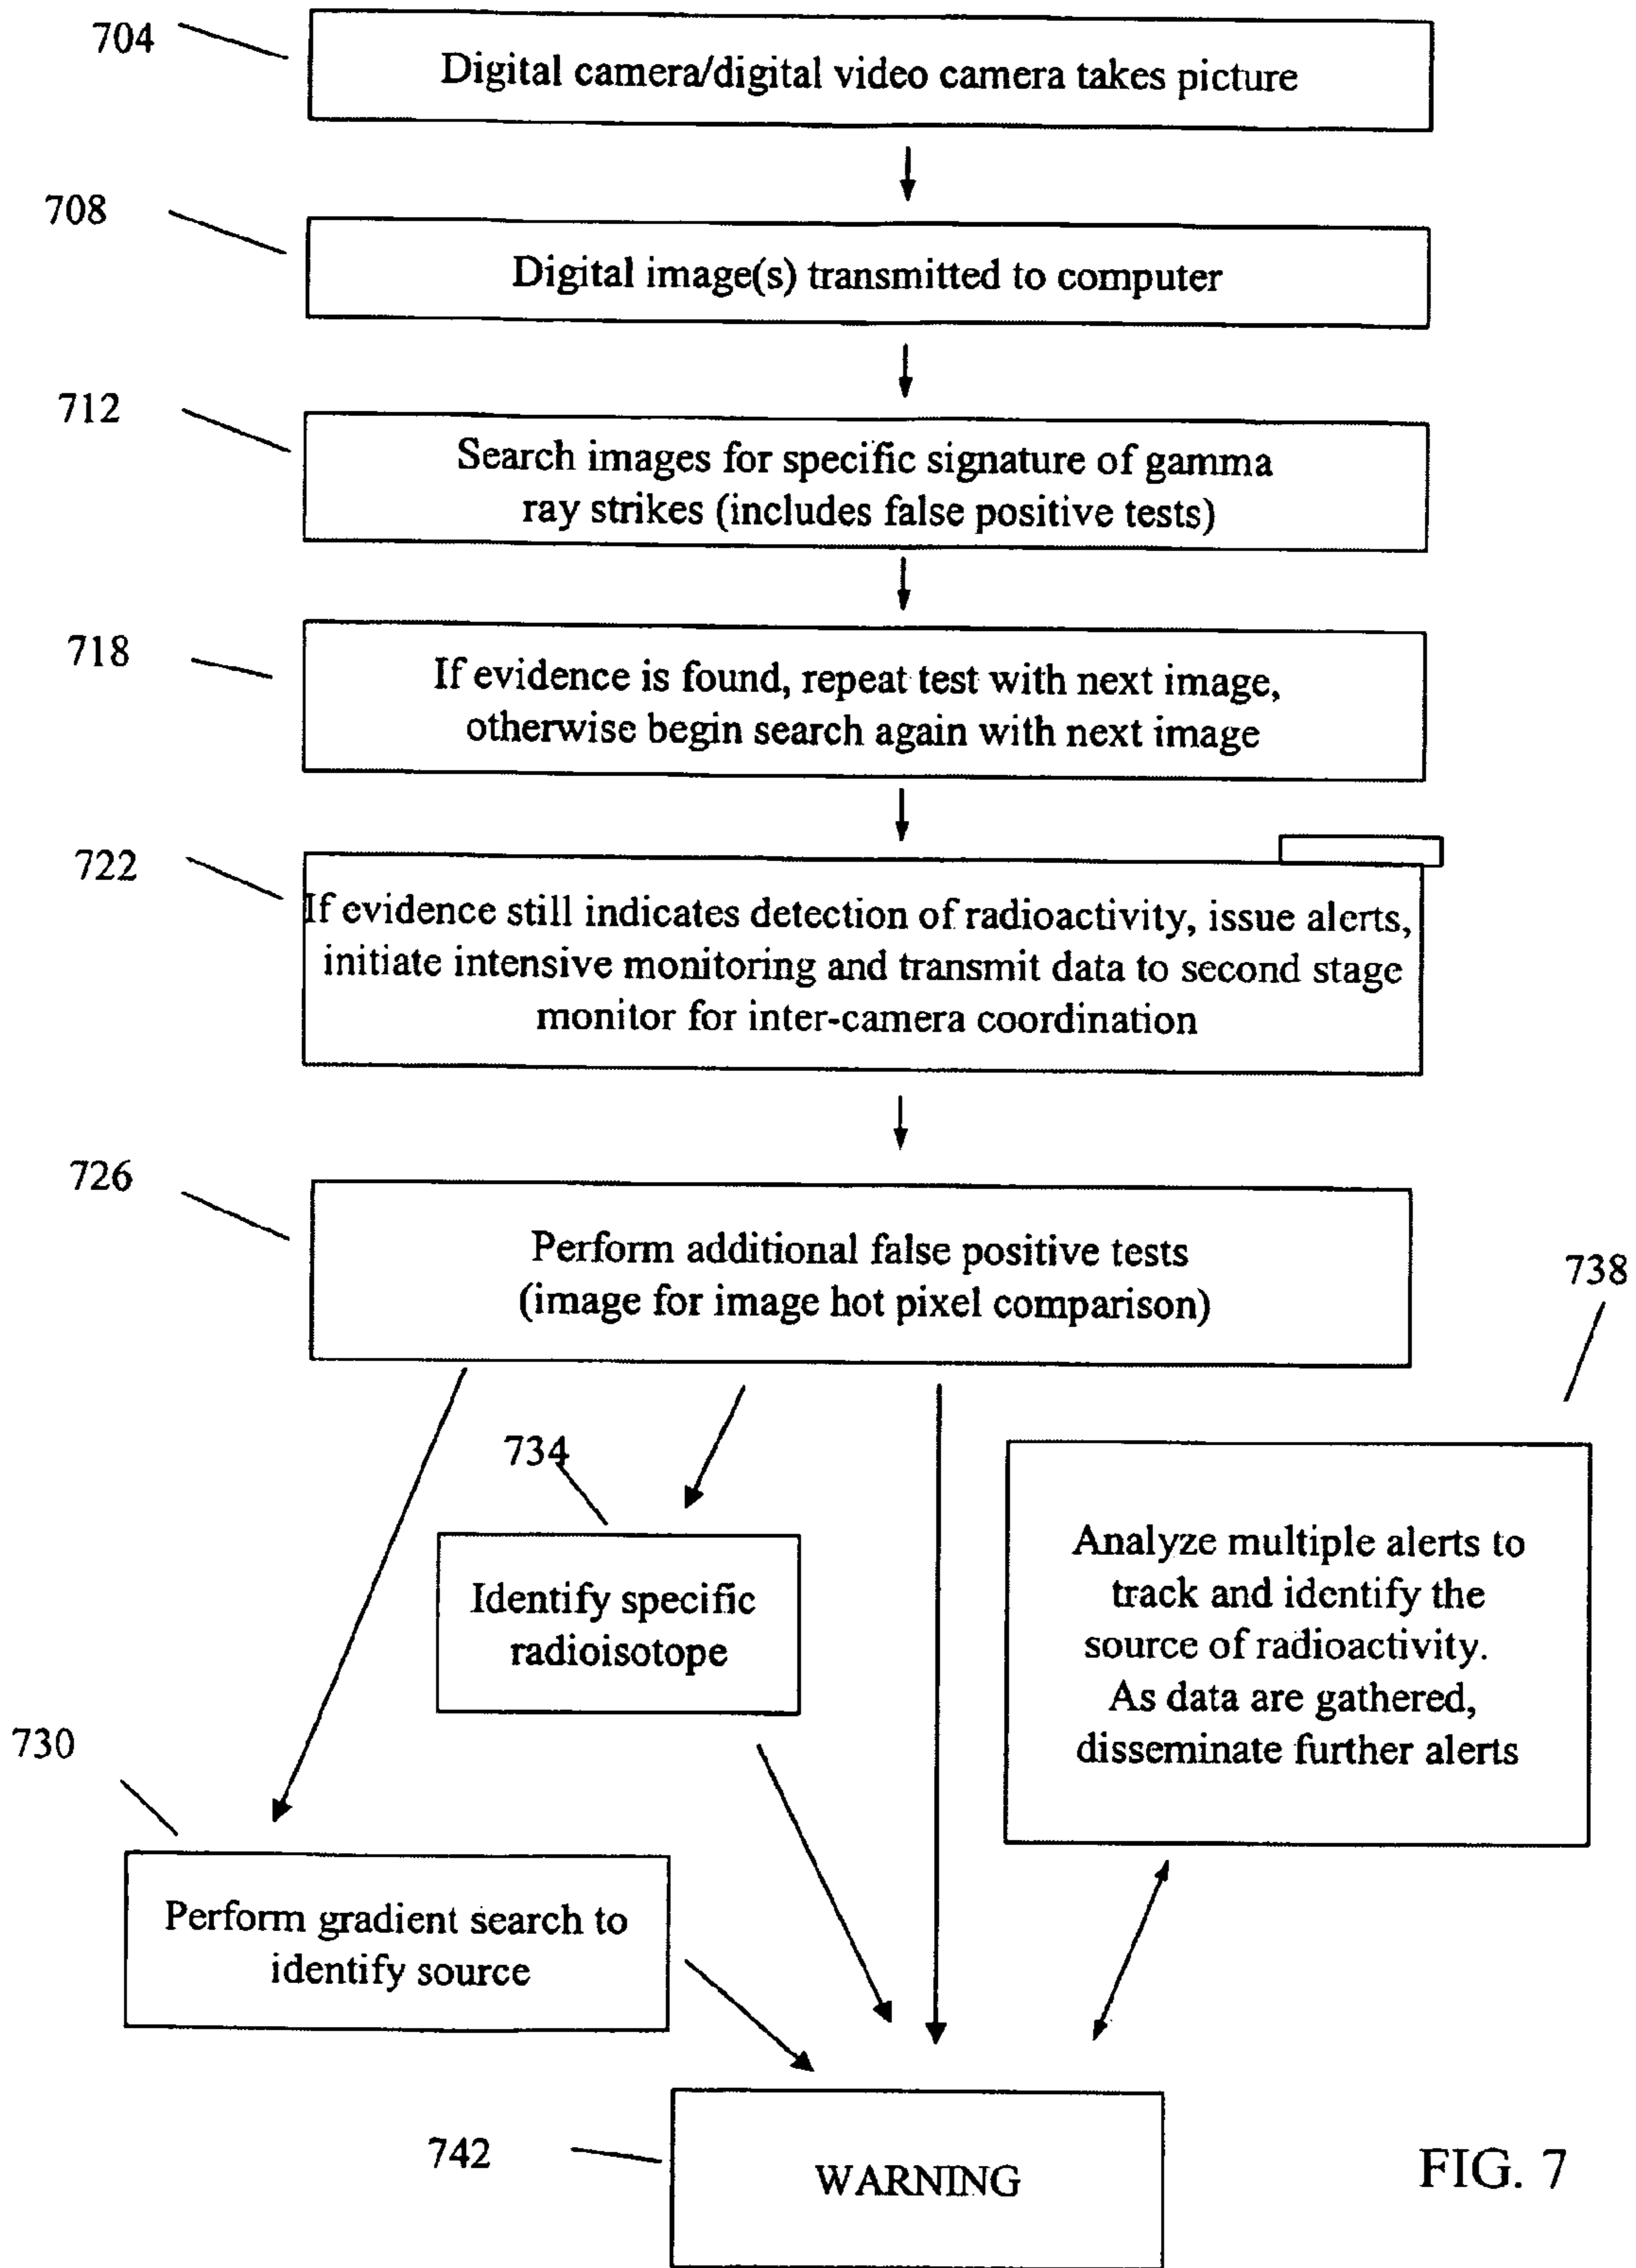 704
Digital camera/digital video camera takes picture
708
Digital image(s) transmitted to computer
712
Search images for specific signature of gamma
ray strikes (includes false positive tests)
718
If evidence is found, repeat test with next image,
otherwise begin search again with next image
722
If evidence still indicates detection of radioactivity, issue alerts,
initiate intensive monitoring and transmit data to second stage
monitor for inter-camera coordination
726
Perform additional false positive tests
(image for image hot pixel comparison)
738
734
Identify specific
radioisotope
Analyze multiple alerts to
track and identify the
source of radioactivity.
As data are gathered,
disseminate further alerts
730
Perform gradient search to
identify source
742
WARNING
FIG. 7